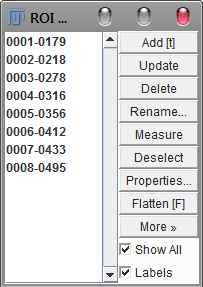 ROI ...
0001-0179
0002-0218
0003-0278
0004-0316
0005-0356
0006-0412
0007-0433
0008-0495
Add [t]
Update
Delete
Rename...
Measure
Deselect
Properties...
Flatten [F]
More »
Show All
Labels